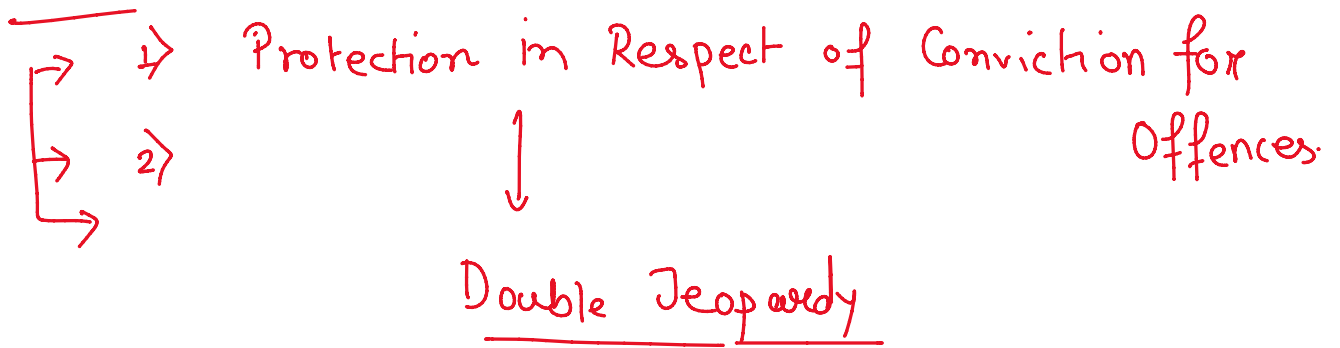 1) Protection in Respect of Conviction for
Offences.
2)
Double Jeopardy